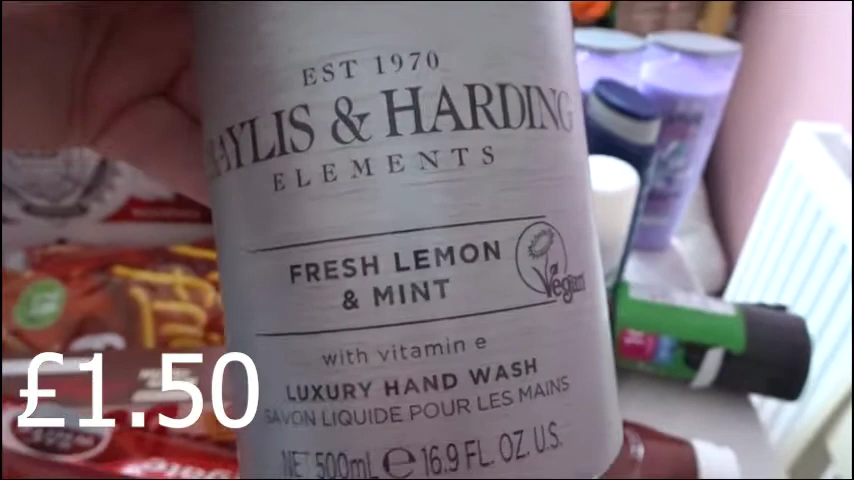 EST 1970
BAYLIS & HARDING
ELEMENTS
FRESH LEMON
& MINT
Vegan
with vitamin e
LUXURY HAND WASH
SAVON LIQUIDE POUR LES MAINS
NET 500mL e 16.9 FL. OZ. U.S.
£1.50